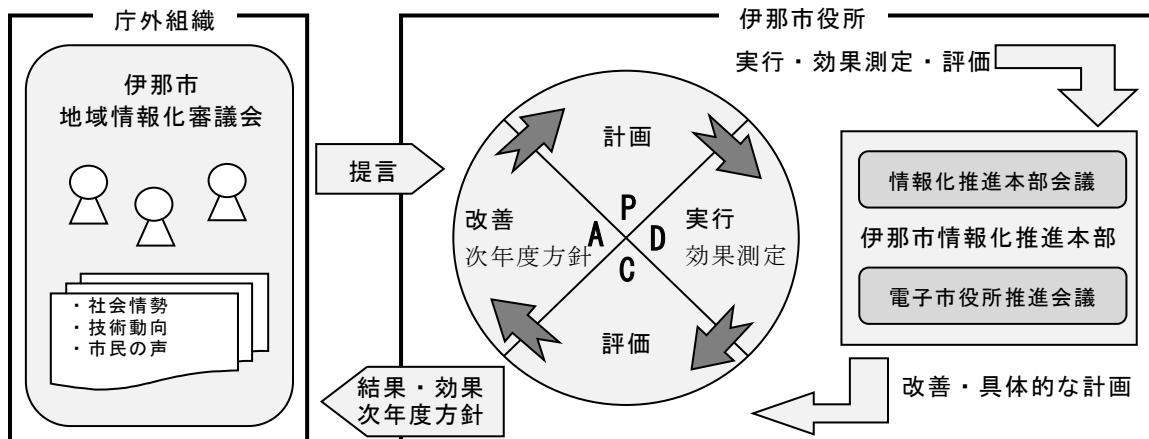 庁外組織
伊那市
地域情報化審議会
・社会情勢
・技術動向
・市民の声
提言
結果・効果
次年度方針
伊那市役所
実行・効果測定・評価
計画
改善
次年度方針
P
A
D
C
実行
効果測定
評価
情報化推進本部会議
伊那市情報化推進本部
電子市役所推進会議
改善・具体的な計画